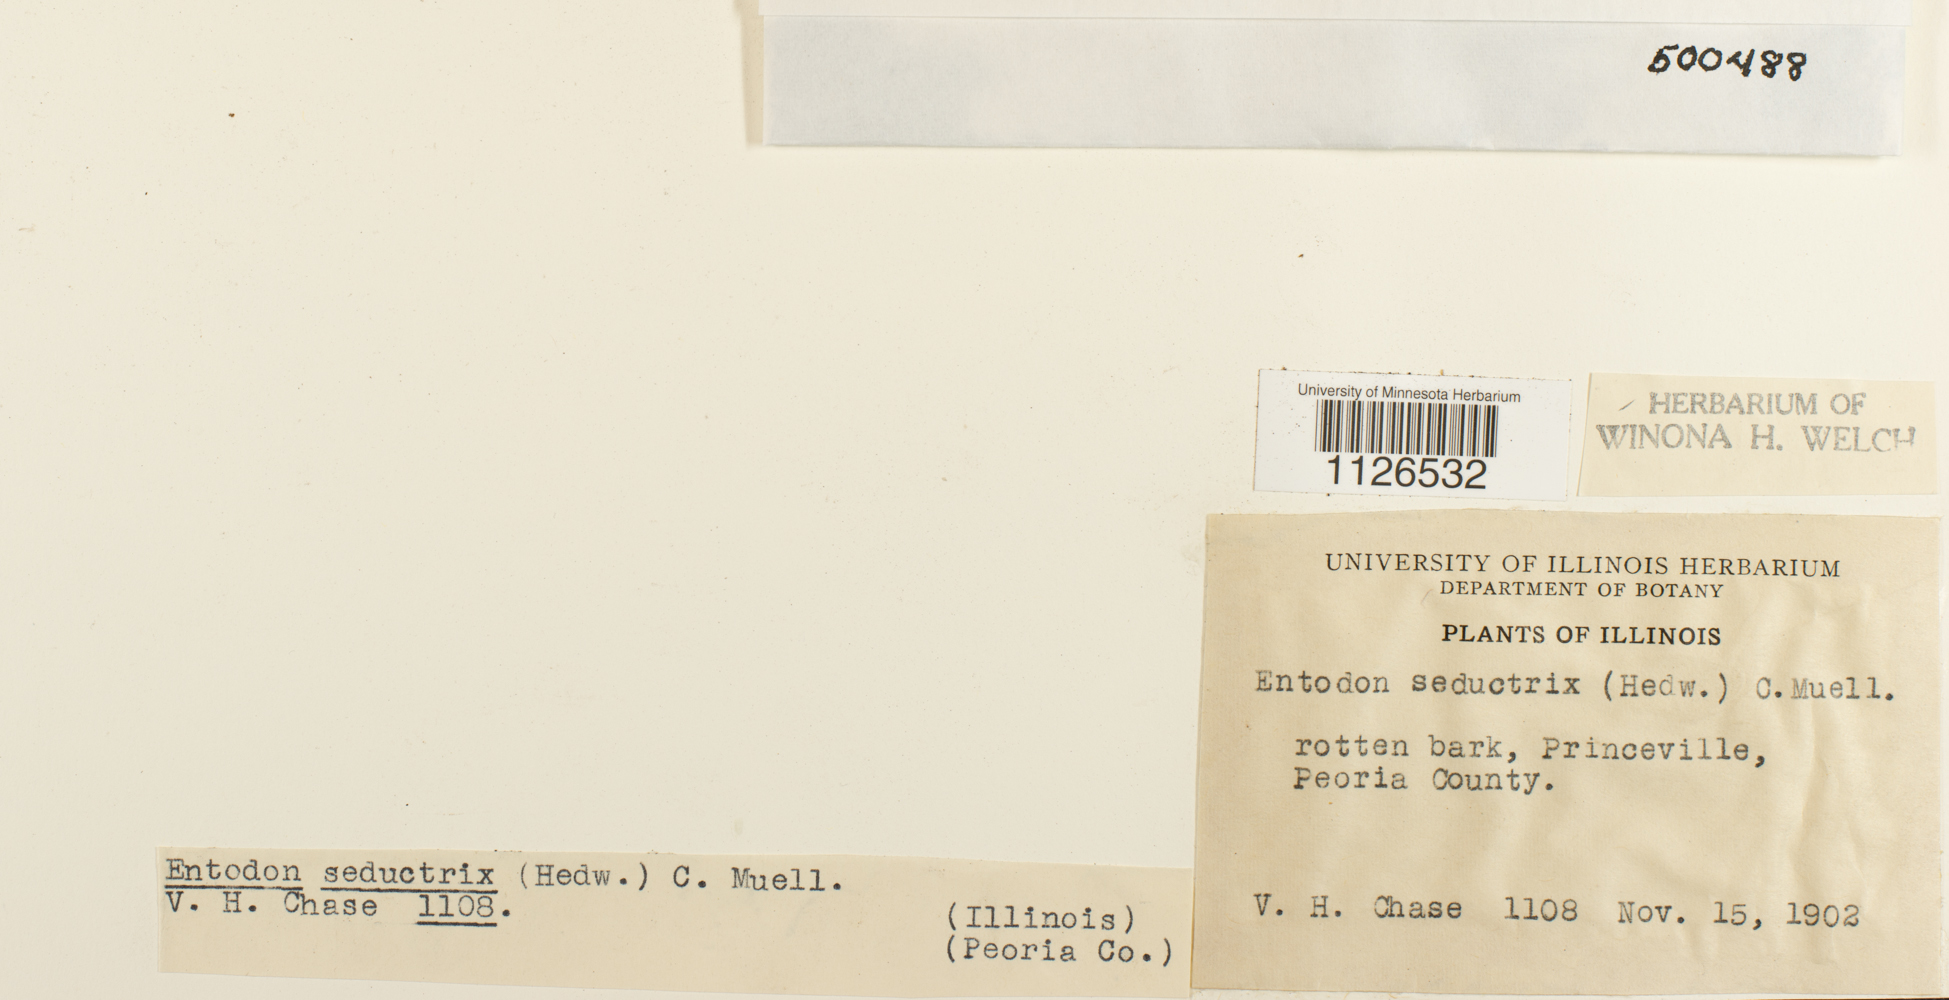 500488
University of Minnesota Herbarium
1126532
HERBARIUM OF
WINONA H. WELCH
UNIVERSITY OF ILLINOIS HERBARIUM
DEPARTMENT OF BOTANY
PLANTS OF ILLINOIS
Entodon seductrix (Hedw.) C.Muell.
rotten bark, Princeville,
Peoria County.
V. H. Chase 1108 Nov. 15, 1902
Entodon seductrix (Hedw.) C. Muell.
V. H. Chase 1108.
(Illinois)
(Peoria Co.)